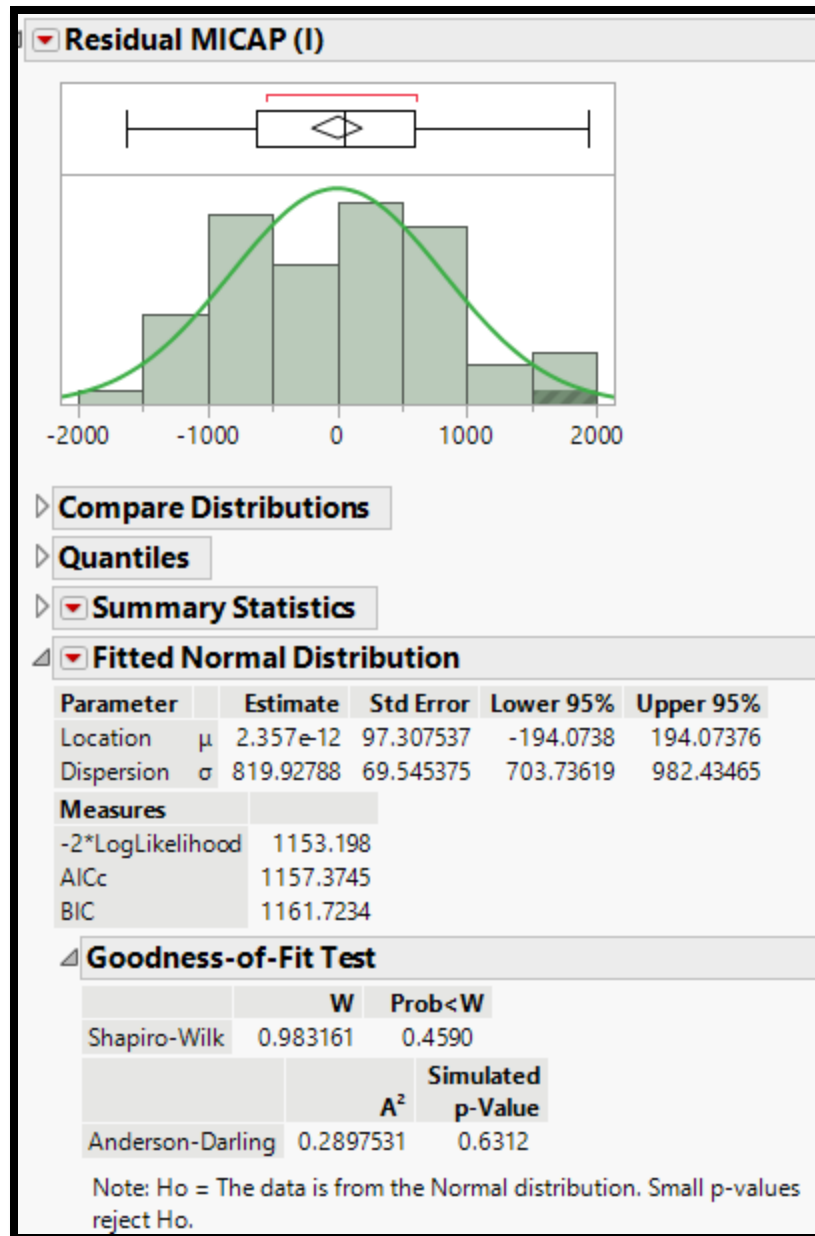 Residual MICAP (I)
-2000 -1000 0 1000 2000
Compare Distributions
Quantiles
Summary Statistics
Fitted Normal Distribution
Parameter Estimate Std Error Lower 95% Upper 95%
Location μ 2.357e-12 97.307537 -194.0738 194.07376
Dispersion σ 819.92788 69.545375 703.73619 982.43465
Measures
-2*LogLikelihood 1153.198
AICc 1157.3745
BIC 1161.7234
Goodness-of-Fit Test
W Prob<W
Shapiro-Wilk 0.983161 0.4590
Simulated
A² p-Value
Anderson-Darling 0.2897531 0.6312
Note: Ho = The data is from the Normal distribution. Small p-values
reject Ho.